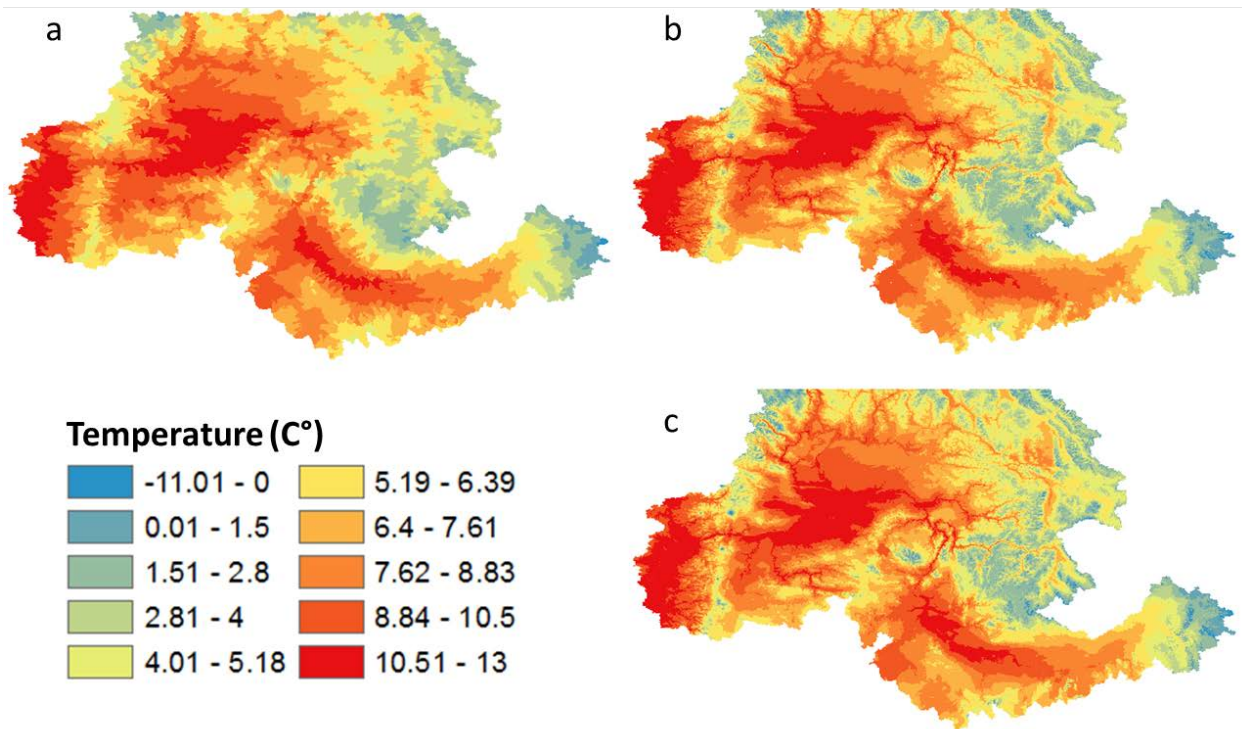 a
b
c
Temperature (C°)
-11.01 - 0
0.01 - 1.5
1.51 - 2.8
2.81 - 4
4.01 - 5.18
5.19 - 6.39
6.4 - 7.61
7.62 - 8.83
8.84 - 10.5
10.51 - 13